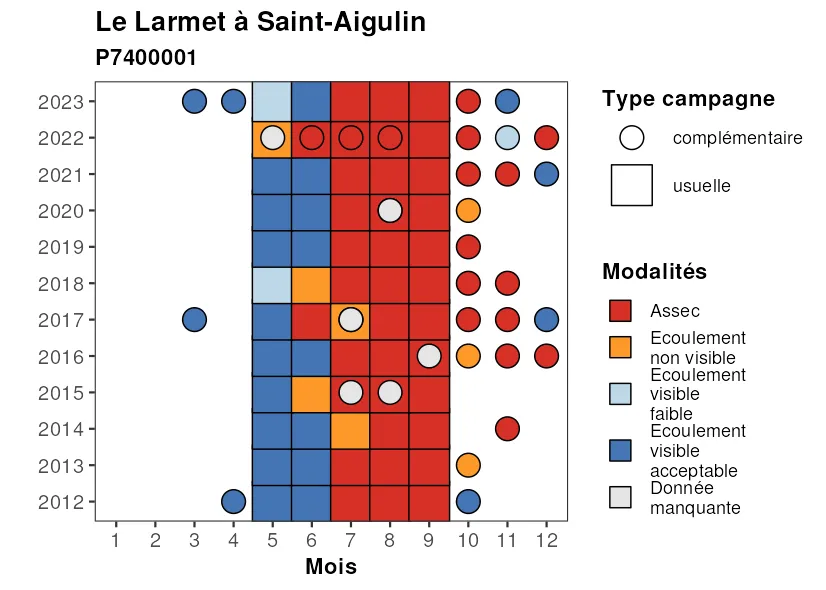 Le Larmet à Saint-Aigulin
P7400001
2023
2022
2021
2020
2019
2018
2017
2016
2015
2014
2013
2012
1 2 3 4 5 6 7 8 9 10 11 12
Mois
Type campagne
complémentaire
usuelle
Modalités
Assec
Ecoulement
non visible
Ecoulement
visible
faible
Ecoulement
visible
acceptable
Donnée
manquante